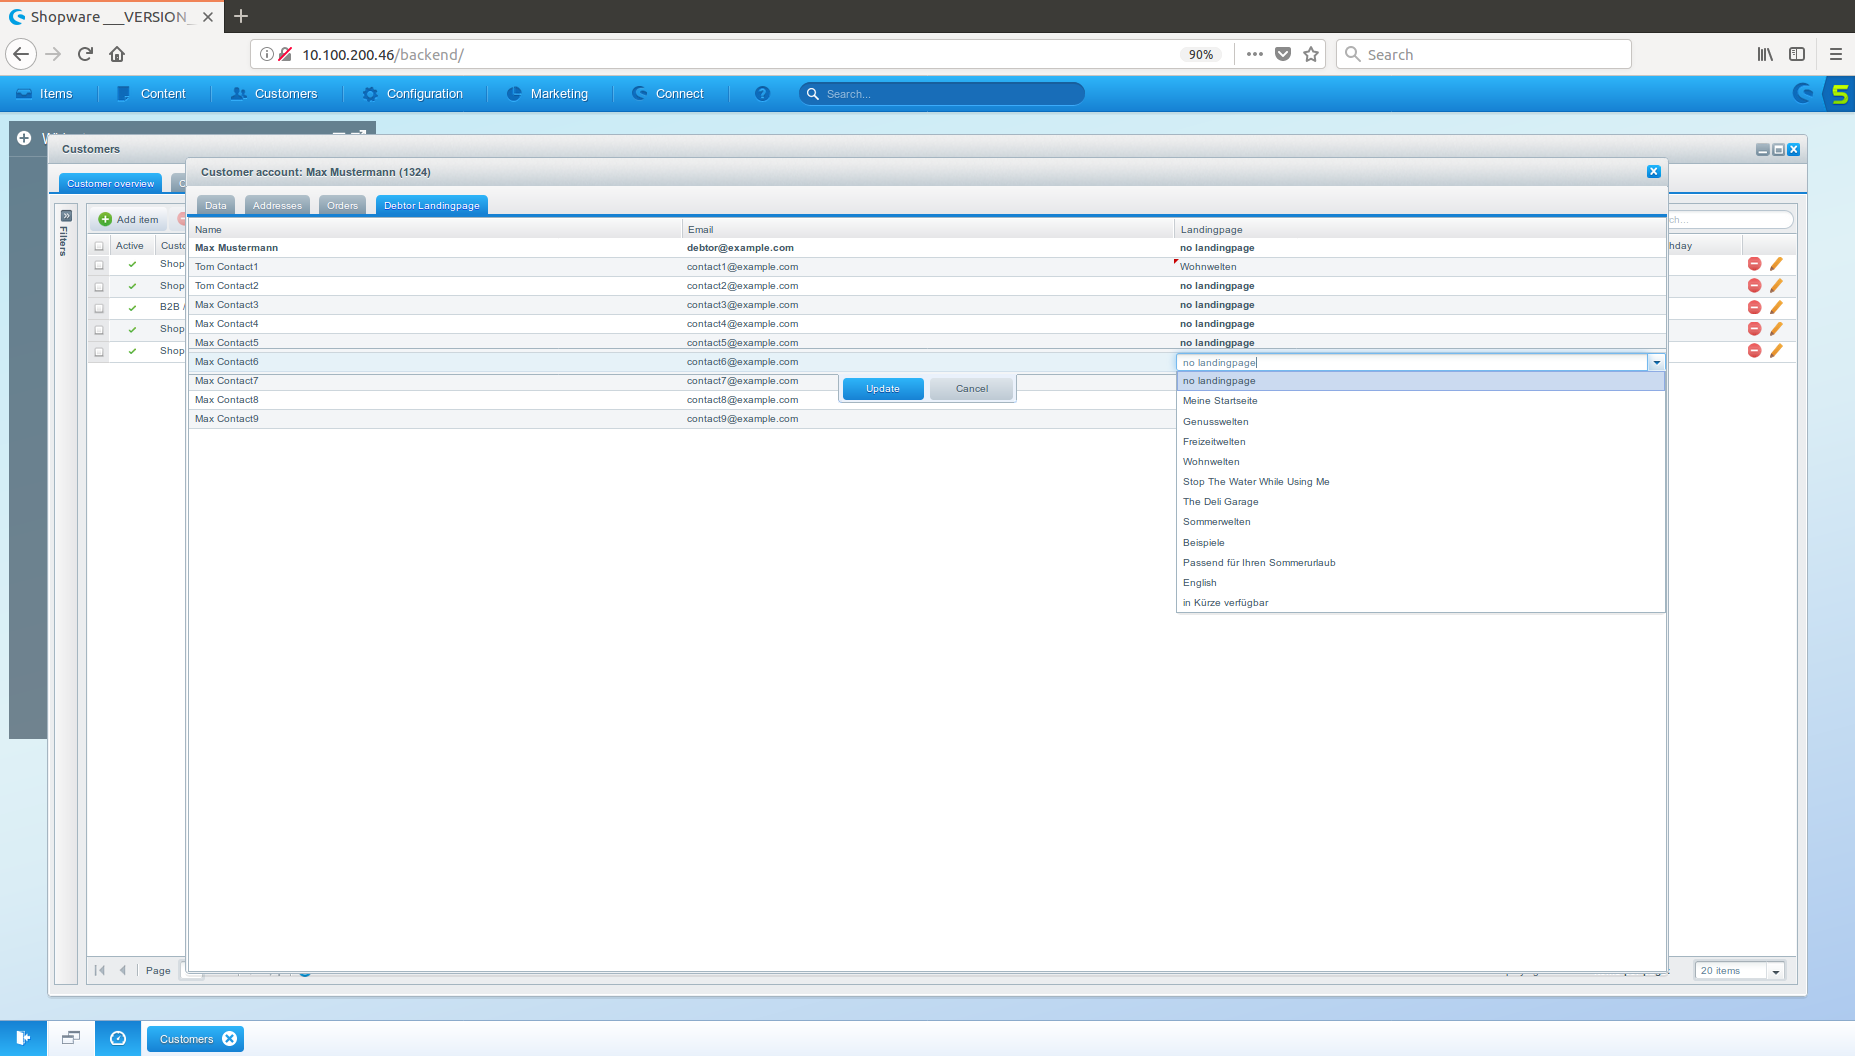 Shopware ___VERSION_
10.100.200.46/backend/
90%
Search
Items
Content
Customers
Configuration
Marketing
Connect
Search...
Customers
Customer overview
Customer account: Max Mustermann (1324)
Data
Addresses
Orders
Debtor Landingpage
Filters
Add item
Active
Name Email Landingpage
Max Mustermann debtor@example.com no landingpage
Tom Contact1 contact1@example.com Wohnwelten
Tom Contact2 contact2@example.com no landingpage
Max Contact3 contact3@example.com no landingpage
Max Contact4 contact4@example.com no landingpage
Max Contact5 contact5@example.com no landingpage
Max Contact6 contact6@example.com no landingpage
Max Contact7 contact7@example.com
Max Contact8 contact8@example.com
Max Contact9 contact9@example.com
Update
Cancel
no landingpage
Meine Startseite
Genusswelten
Freizeitwelten
Wohnwelten
Stop The Water While Using Me
The Deli Garage
Sommerwelten
Beispiele
Passend für Ihren Sommerurlaub
English
in Kürze verfügbar
Shop
Shop
B2B /
Shop
Shop
Page
20 items
Customers